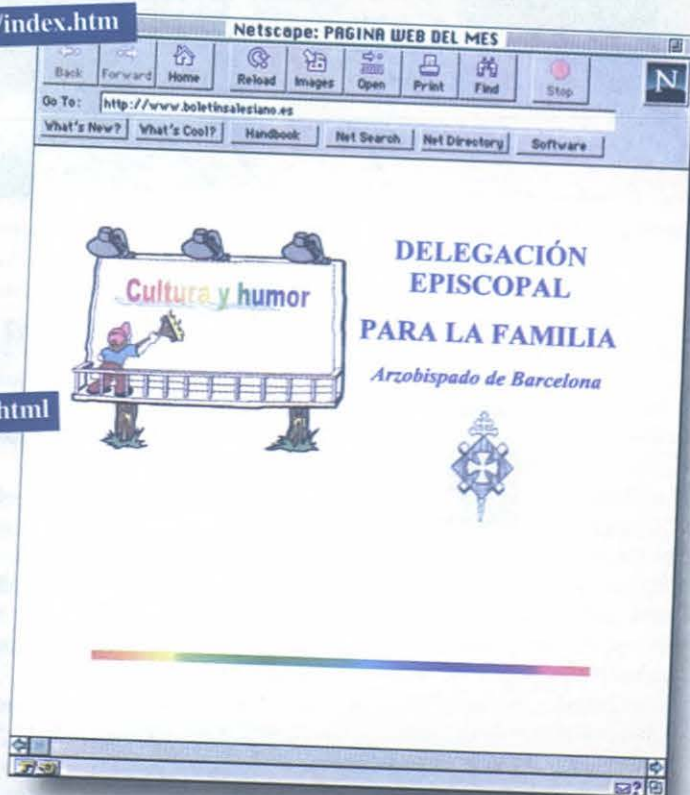 /index.htm
Netscape: PAGINA WEB DEL MES
Back Forward Home Reload Images Open Print Find Stop
N
Go To: http://www.boletinsalesiano.es
What's New? What's Cool? Handbook Net Search Net Directory Software
Cultura y humor
DELEGACIÓN
EPISCOPAL
PARA LA FAMILIA
Arzobispado de Barcelona
html
?